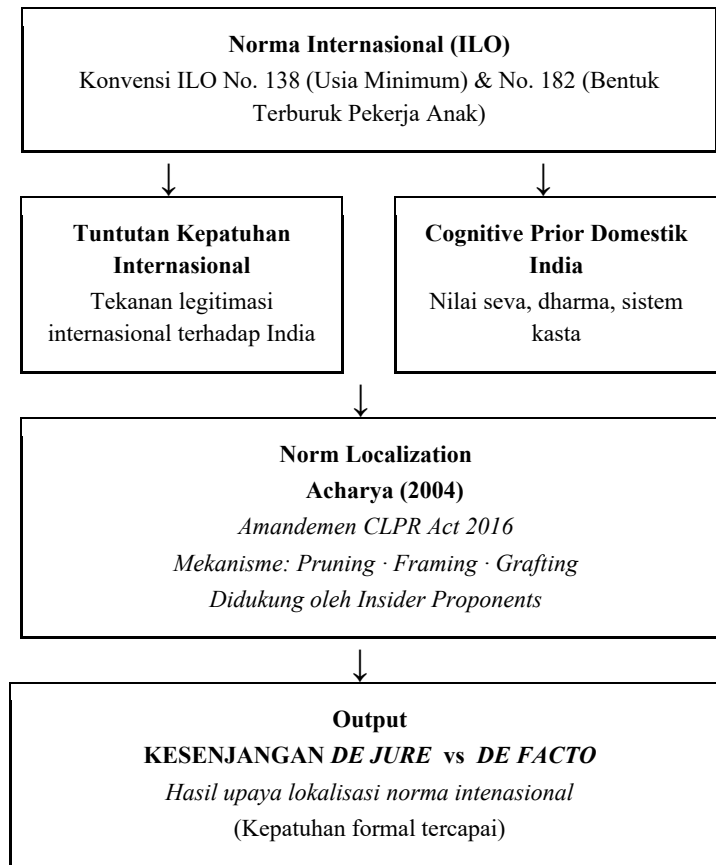 Norma Internasional (ILO)
Konvensi ILO No. 138 (Usia Minimum) & No. 182 (Bentuk
Terburuk Pekerja Anak)
Tuntutan Kepatuhan
Internasional
Tekanan legitimasi
internasional terhadap India
Cognitive Prior Domestik
India
Nilai seva, dharma, sistem
kasta
Norm Localization
Acharya (2004)
Amandemen CLPR Act 2016
Mekanisme: Pruning · Framing · Grafting
Didukung oleh Insider Proponents
Output
KESENJANGAN DE JURE vs DE FACTO
Hasil upaya lokalisasi norma intenasional
(Kepatuhan formal tercapai)